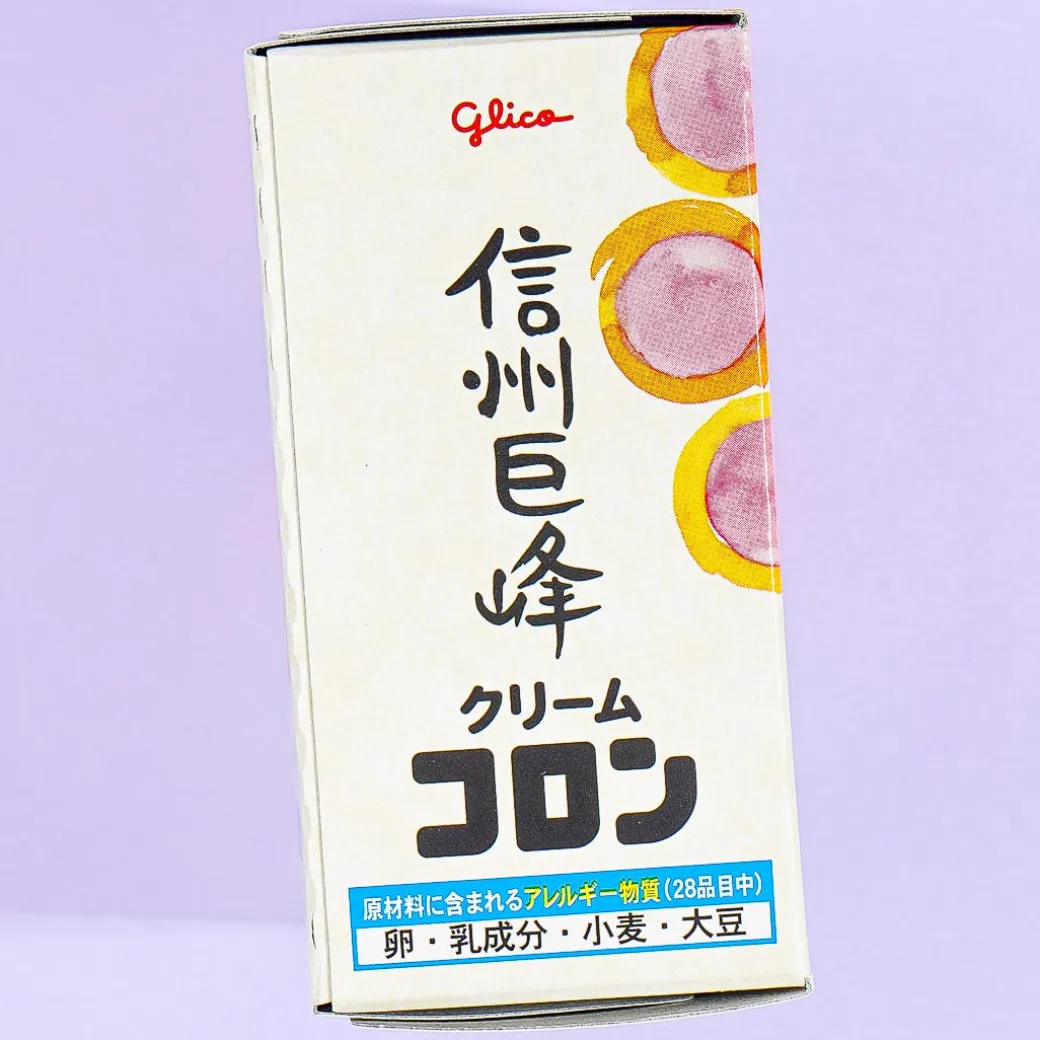 Glico
信州巨峰
クリーム
コロン
原材料に含まれるアレルギー物質(28品目中)
卵・乳成分・小麦・大豆